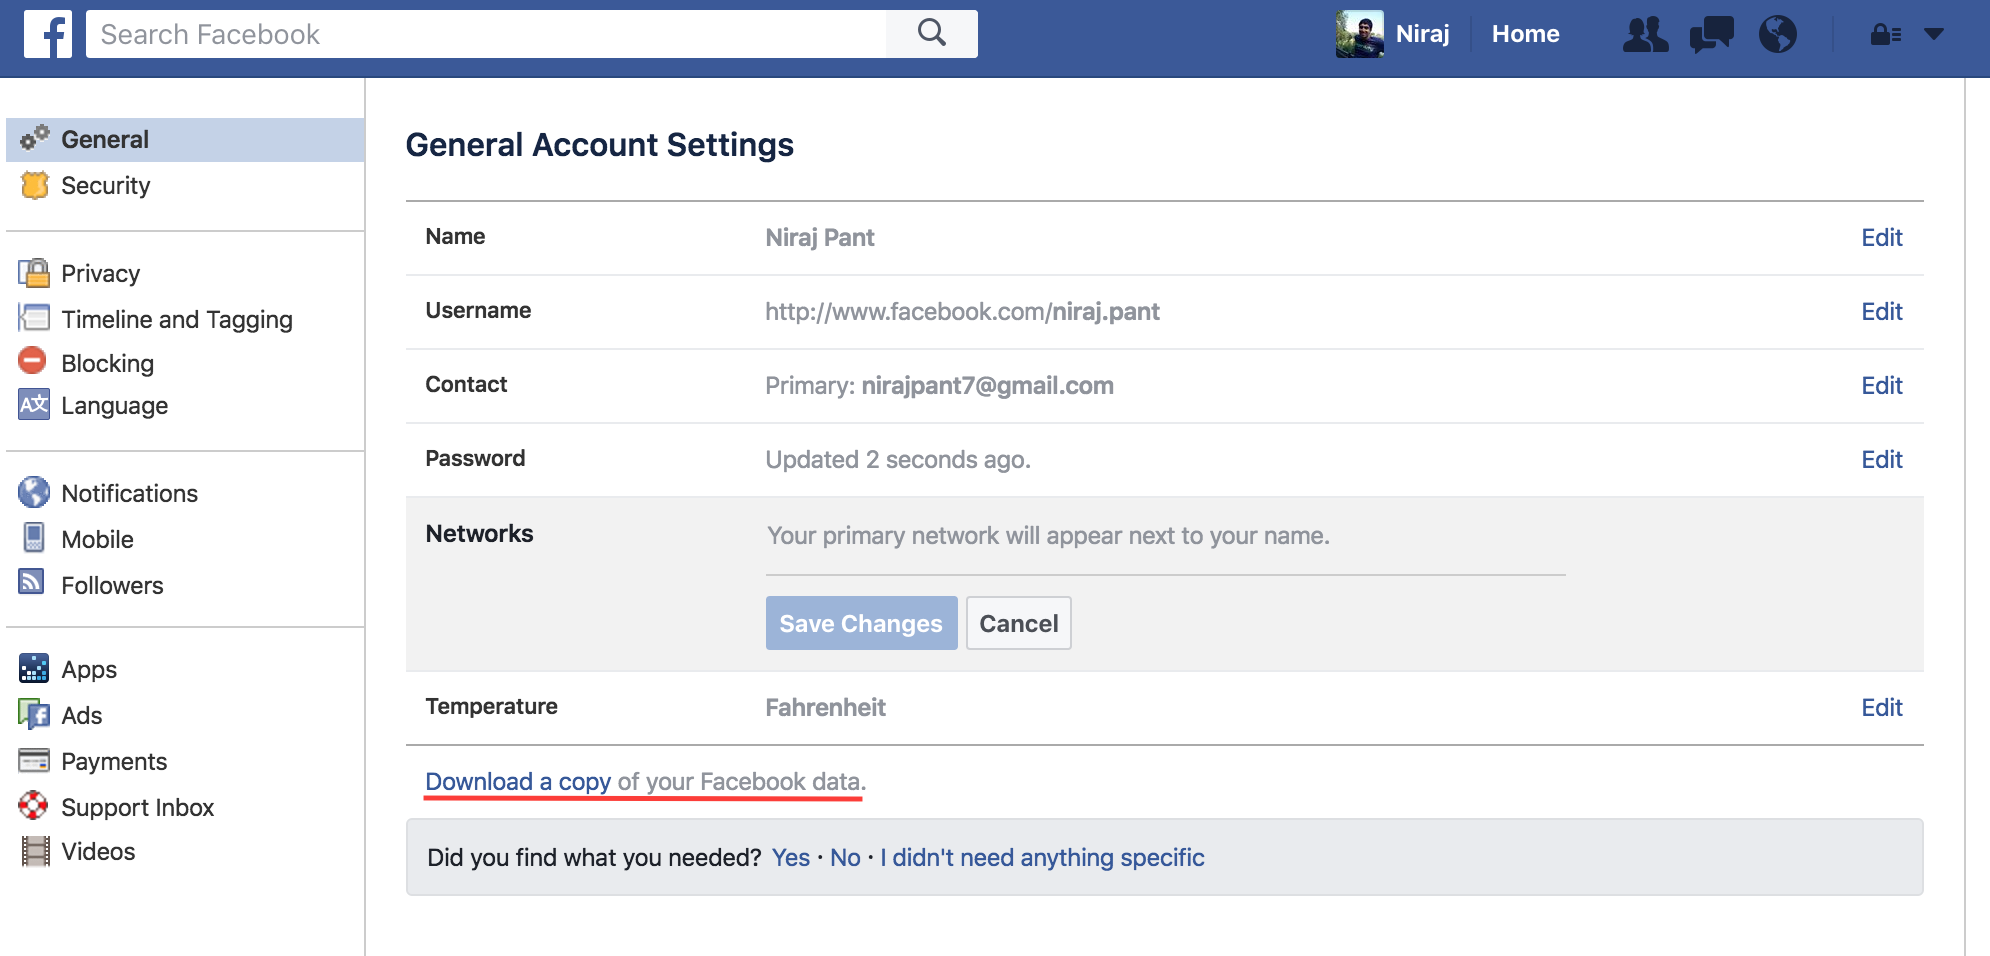 f Search Facebook Niraj Home
General
Security
Privacy
Timeline and Tagging
Blocking
Language
Notifications
Mobile
Followers
Apps
Ads
Payments
Support Inbox
Videos
General Account Settings
Name Niraj Pant Edit
Username http://www.facebook.com/niraj.pant Edit
Contact Primary: nirajpant7@gmail.com Edit
Password Updated 2 seconds ago. Edit
Networks Your primary network will appear next to your name.
Save Changes Cancel
Temperature Fahrenheit Edit
Download a copy of your Facebook data.
Did you find what you needed? Yes · No · I didn't need anything specific